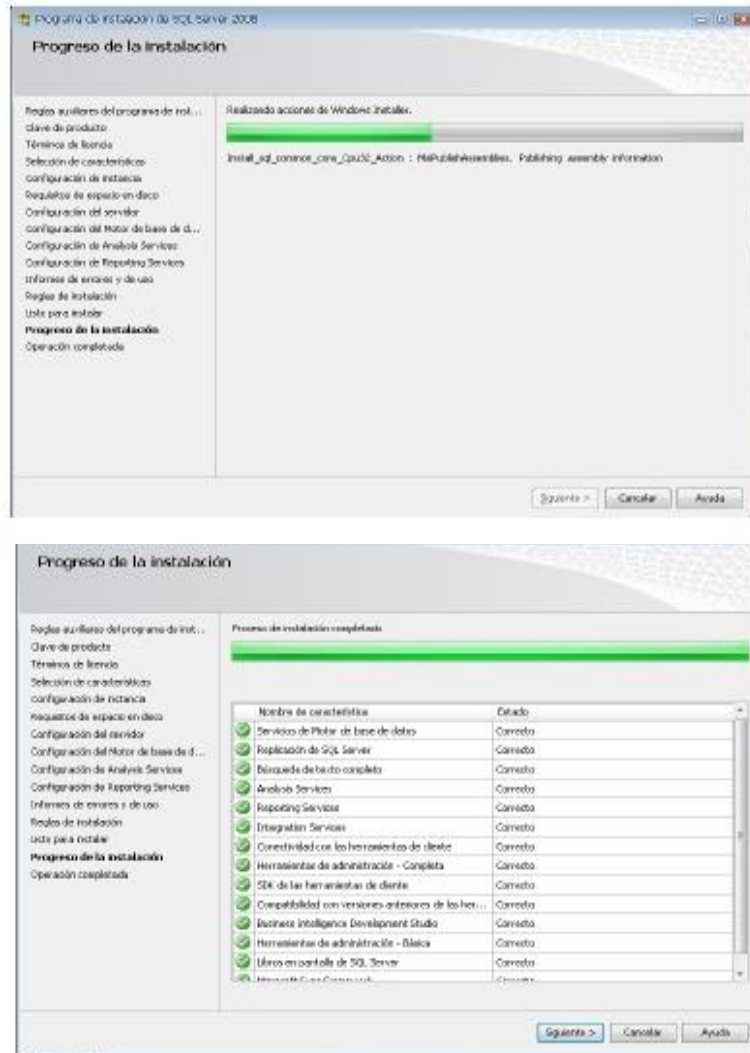 Programa de instalación de SQL Server 2008
Progreso de la instalación
Reglas auxiliares del programa de inst...
Clave de producto
Términos de licencia
Selección de características
Configuración de instancia
Requisitos de espacio en disco
Configuración del servidor
Configuración del Motor de base de d...
Configuración de Analysis Services
Configuración de Reporting Services
Informes de errores y de uso
Reglas de instalación
Listo para instalar
Progreso de la instalación
Operación completada
Realizando acciones de Windows Installer.
Install_sql_common_core_Cpu32_Action : MsiPublishAssemblies. Publishing assembly information
Siguiente >
Cancelar
Ayuda
Progreso de la instalación
Reglas auxiliares del programa de inst...
Clave de producto
Términos de licencia
Selección de características
Configuración de instancia
Requisitos de espacio en disco
Configuración del servidor
Configuración del Motor de base de d...
Configuración de Analysis Services
Configuración de Reporting Services
Informes de errores y de uso
Reglas de instalación
Listo para instalar
Progreso de la instalación
Operación completada
Proceso de instalación completado
Nombre de característica Estado
Servicios de Motor de base de datos Correcto
Replicación de SQL Server Correcto
Búsqueda de texto completo Correcto
Analysis Services Correcto
Reporting Services Correcto
Integration Services Correcto
Conectividad con las herramientas de cliente Correcto
Herramientas de administración - Completa Correcto
SDK de las herramientas de cliente Correcto
Compatibilidad con versiones anteriores de las her... Correcto
Business Intelligence Development Studio Correcto
Herramientas de administración - Básica Correcto
Libros en pantalla de SQL Server Correcto
Siguiente >
Cancelar
Ayuda